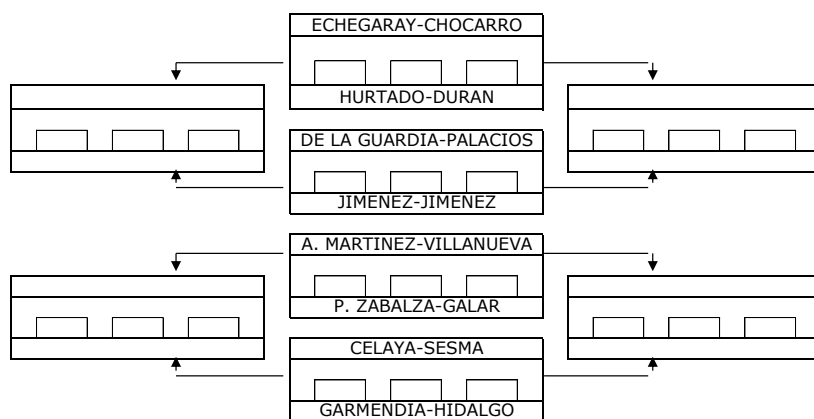 ECHEGARAY-CHOCARRO
HURTADO-DURAN
DE LA GUARDIA-PALACIOS
JIMENEZ-JIMENEZ
A. MARTINEZ-VILLANUEVA
P. ZABALZA-GALAR
CELAYA-SESMA
GARMENDIA-HIDALGO